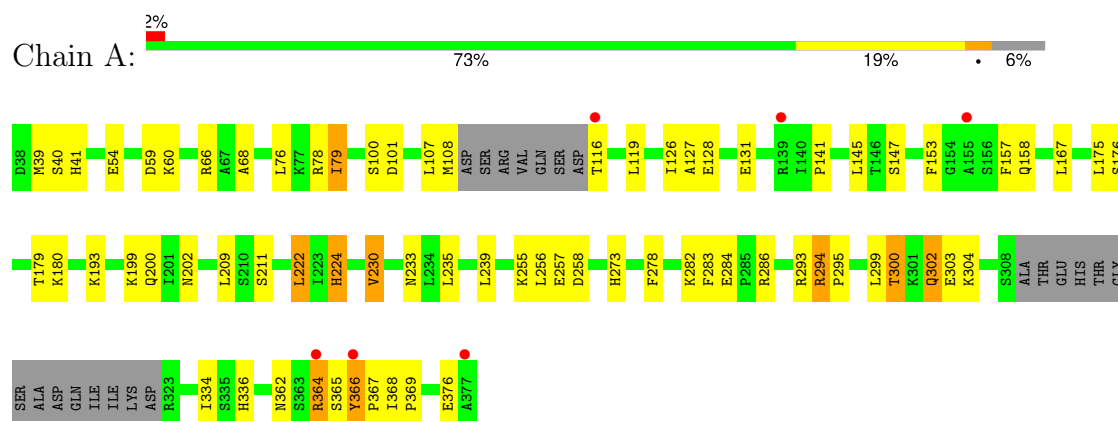 2%
Chain A:
73% 19% • 6%
D38 M39 S40 H41 E54 D59 K60 R66 A67 A68 L76 K77 R78 I79 S100 D101 L107 M108 ASP SER ARG VAL GLN SER ASP T116 L119 I126 A127 E128 E131 R139 I140 P141 L145 T146 S147 F153 G154 A155 S156 F157 Q158 L167 L175 S176
T179 K180 K193 K199 Q200 I201 N202 L209 S210 S211 L222 I223 H224 V230 N233 L234 L235 L239 K255 L256 E257 D258 H273 F278 K282 F283 E284 P285 R286 R293 R294 P295 L299 T300 K301 Q302 E303 K304 S308 ALA THR GLU HIS THR GLY
SER ALA ASP GLN ILE ILE LYS ASP R323 I334 S335 H336 N362 S363 R364 S365 Y366 P367 I368 P369 E376 A377